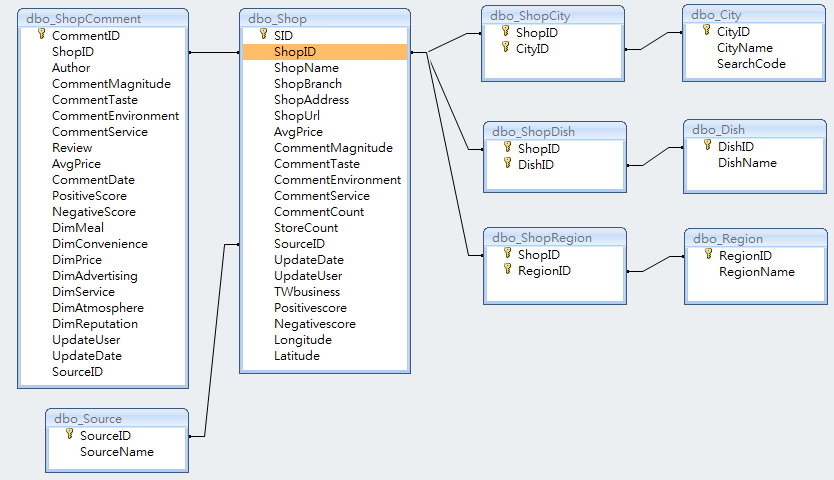 dbo_ShopComment
CommentID
ShopID
Author
CommentMagnitude
CommentTaste
CommentEnvironment
CommentService
Review
AvgPrice
CommentDate
PositiveScore
NegativeScore
DimMeal
DimConvenience
DimPrice
DimAdvertising
DimService
DimAtmosphere
DimReputation
UpdateUser
UpdateDate
SourceID
dbo_Source
SourceID
SourceName
dbo_Shop
SID
ShopID
ShopName
ShopBranch
ShopAddress
ShopUrl
AvgPrice
CommentMagnitude
CommentTaste
CommentEnvironment
CommentService
CommentCount
StoreCount
SourceID
UpdateDate
UpdateUser
TWbusiness
Positivescore
Negativescore
Longitude
Latitude
dbo_ShopCity
ShopID
CityID
dbo_City
CityID
CityName
SearchCode
dbo_ShopDish
ShopID
DishID
dbo_Dish
DishID
DishName
dbo_ShopRegion
ShopID
RegionID
dbo_Region
RegionID
RegionName